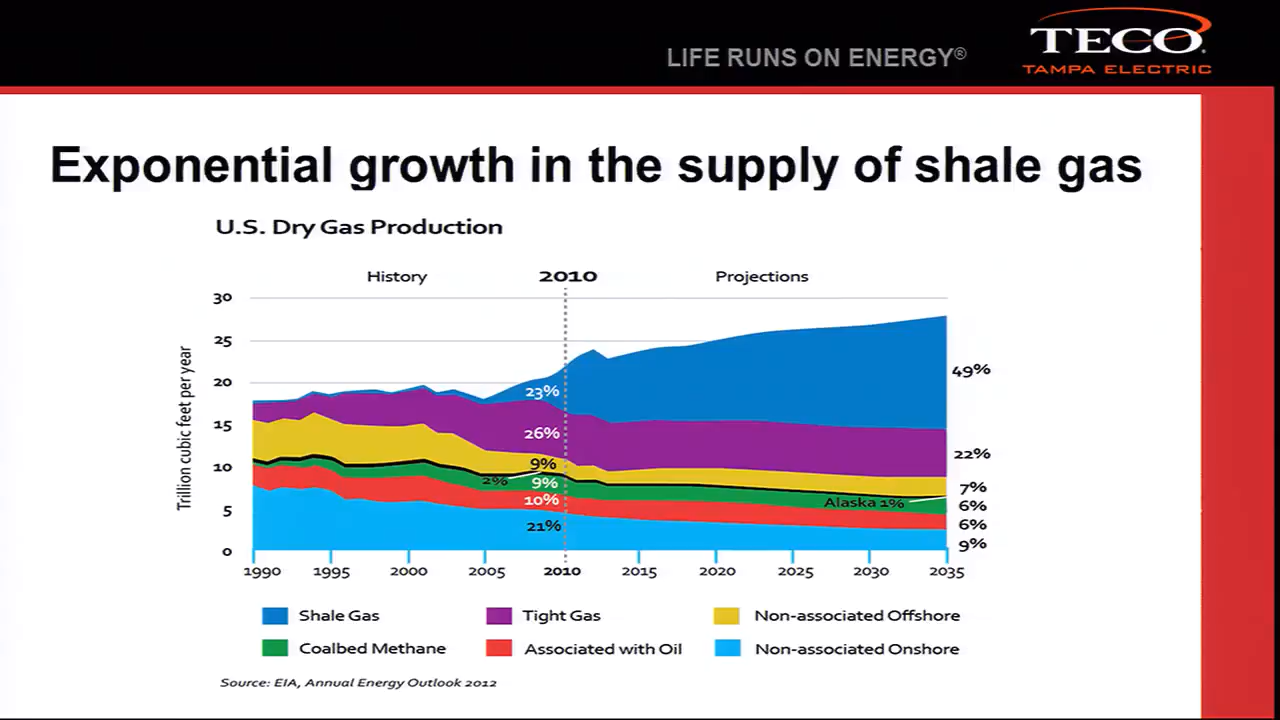 LIFE RUNS ON ENERGY®
TECO.
TAMPA ELECTRIC
Exponential growth in the supply of shale gas
U.S. Dry Gas Production
History 2010 Projections
Trillion cubic feet per year
30
25
20
15
10
5
0
23%
26%
9%
2%
9%
10%
21%
Alaska 1%
49%
22%
7%
6%
6%
9%
1990 1995 2000 2005 2010 2015 2020 2025 2030 2035
Shale Gas Tight Gas Non-associated Offshore
Coalbed Methane Associated with Oil Non-associated Onshore
Source: EIA, Annual Energy Outlook 2012